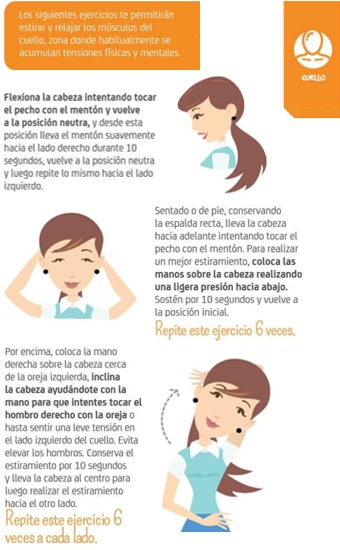 Los siguientes ejercicios te permitirán
estirar y relajar los músculos del
cuello, zona donde habitualmente se
acumulan tensiones físicas y mentales.
CUELLO
Flexiona la cabeza intentando tocar
el pecho con el mentón y vuelve
a la posición neutra, y desde esta
posición lleva el mentón suavemente
hacia el lado derecho durante 10
segundos, vuelve a la posición neutra
y luego repite lo mismo hacia el lado
izquierdo.
Sentado o de pie, conservando
la espalda recta, lleva la cabeza
hacia adelante intentando tocar el
pecho con el mentón. Para realizar
un mejor estiramiento, coloca las
manos sobre la cabeza realizando
una ligera presión hacia abajo.
Sostén por 10 segundos y vuelve a
la posición inicial.
Repite este ejercicio 6 veces.
Por encima, coloca la mano
derecha sobre la cabeza cerca
de la oreja izquierda, inclina
la cabeza ayudándote con la
mano para que intentes tocar el
hombro derecho con la oreja o
hasta sentir una leve tensión en
el lado izquierdo del cuello. Evita
elevar los hombros. Conserva el
estiramiento por 10 segundos
y lleva la cabeza al centro para
luego realizar el estiramiento
hacia el otro lado.
Repite este ejercicio 6
veces a cada lado.